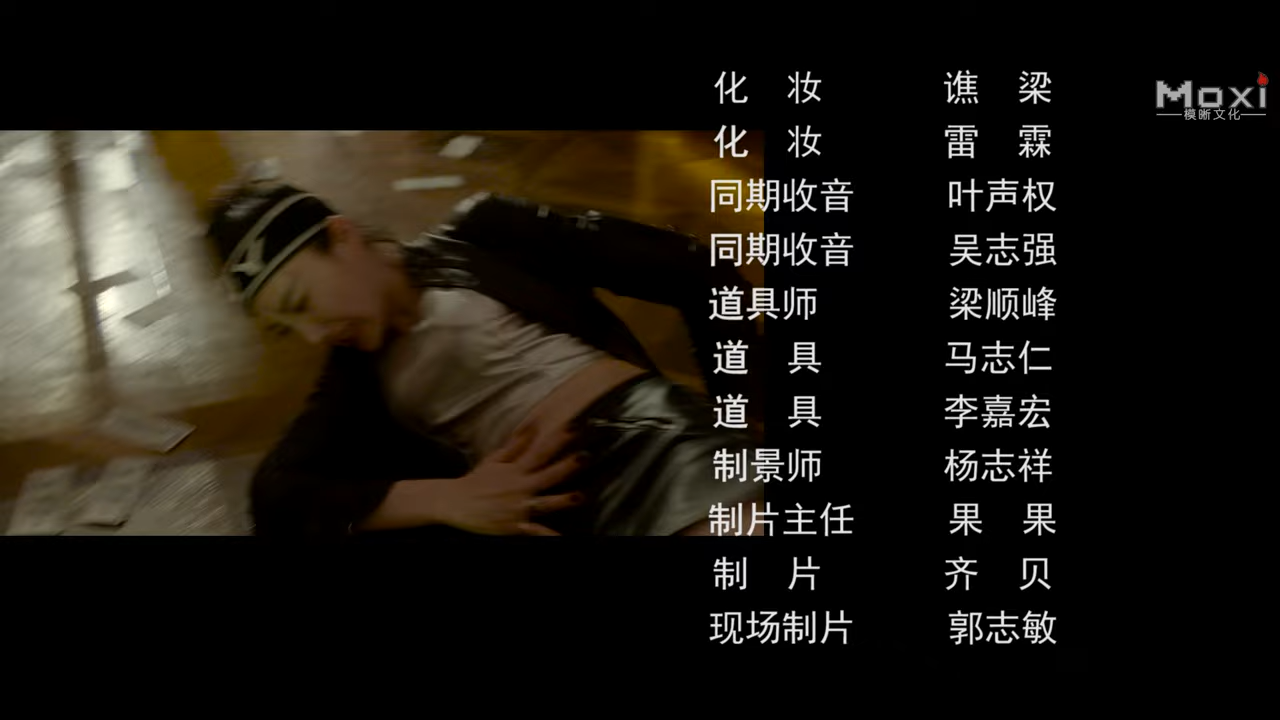 化 妆 谯 梁
化 妆 雷 霖
同期收音 叶声权
同期收音 吴志强
道具师 梁顺峰
道 具 马志仁
道 具 李嘉宏
制景师 杨志祥
制片主任 果 果
制 片 齐 贝
现场制片 郭志敏
Moxi
模晰文化